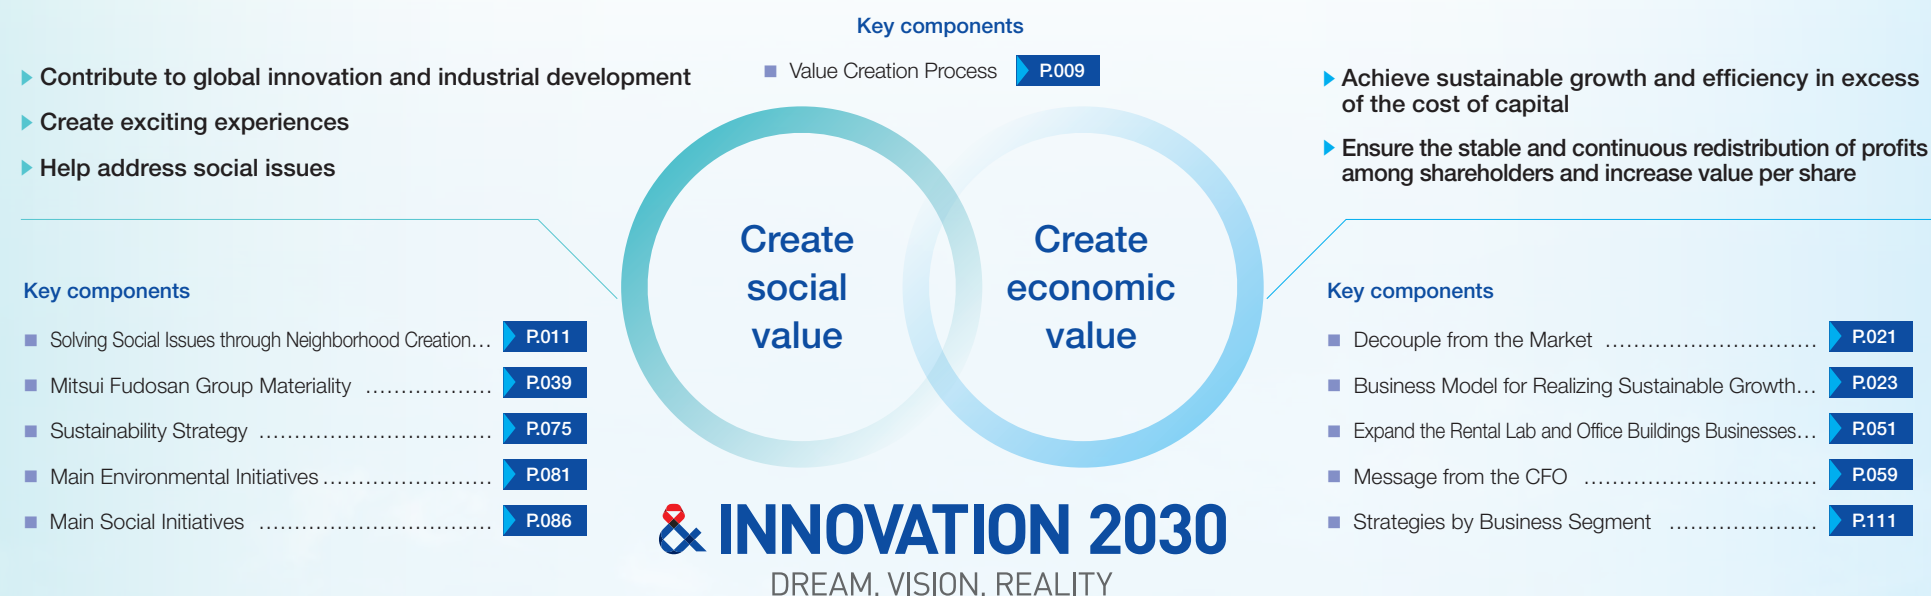 Key components
Value Creation Process P.009
Contribute to global innovation and industrial development
Create exciting experiences
Help address social issues
Key components
Solving Social Issues through Neighborhood Creation... P.011
Mitsui Fudosan Group Materiality .................. P.039
Sustainability Strategy ................................. P.075
Main Environmental Initiatives ........................ P.081
Main Social Initiatives ................................. P.086
Create
social
value
Create
economic
value
& INNOVATION 2030
DREAM, VISION, REALITY
Achieve sustainable growth and efficiency in excess
of the cost of capital
Ensure the stable and continuous redistribution of profits
among shareholders and increase value per share
Key components
Decouple from the Market .............................. P.021
Business Model for Realizing Sustainable Growth... P.023
Expand the Rental Lab and Office Buildings Businesses... P.051
Message from the CFO ................................. P.059
Strategies by Business Segment ..................... P.111